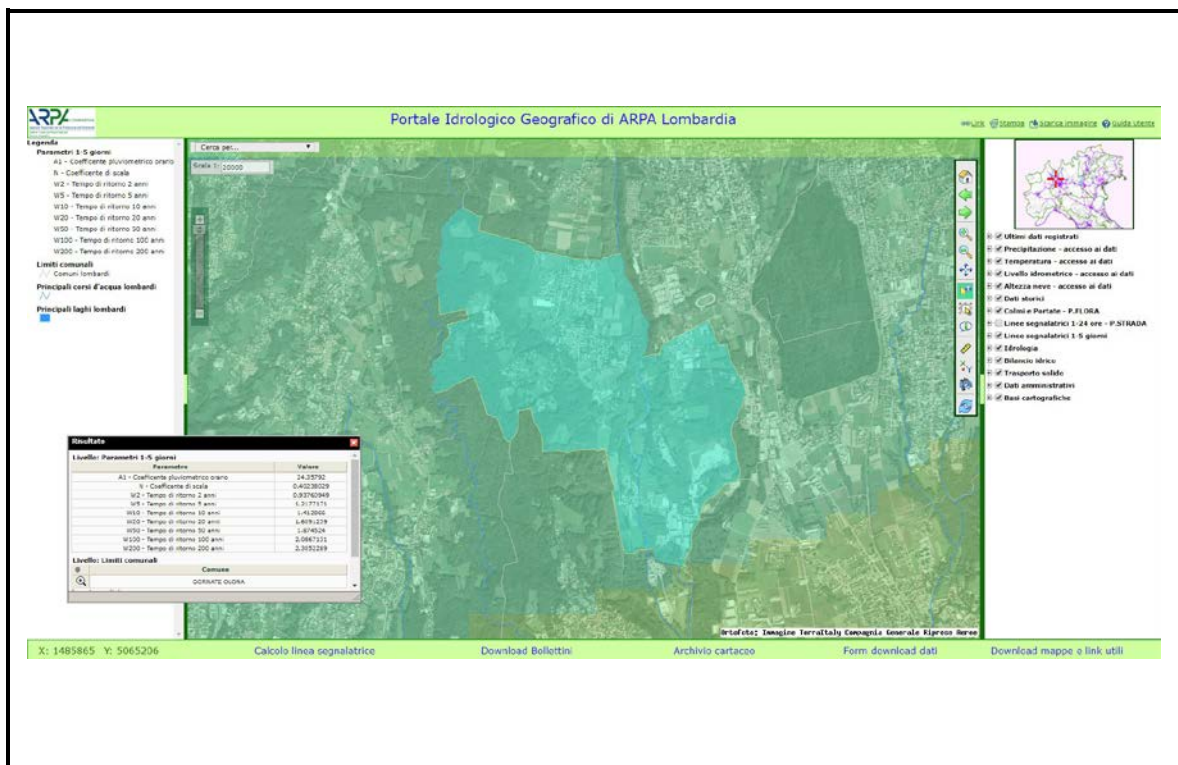 ARPA
Portale Idrologico Geografico di ARPA Lombardia
Link Stampa Scarica immagine Guida utente
Legenda
Parametri 1-5 giorni
A1 - Coefficente pluviometrico orario
N - Coefficente di scala
W2 - Tempo di ritorno 2 anni
W5 - Tempo di ritorno 5 anni
W10 - Tempo di ritorno 10 anni
W20 - Tempo di ritorno 20 anni
W50 - Tempo di ritorno 50 anni
W100 - Tempo di ritorno 100 anni
W200 - Tempo di ritorno 200 anni
Limiti comunali
Comuni lombardi
Principali corsi d'acqua lombardi
Principali laghi lombardi
Cerca per...
Scala 1: 20000
Ultimi dati registrati
Precipitazione - accesso ai dati
Temperatura - accesso ai dati
Livello idrometrico - accesso ai dati
Altezza neve - accesso ai dati
Dati storici
Colmi e Portate - P.FLORA
Linee segnalatrici 1-24 ore - P.STRADA
Linee segnalatrici 1-5 giorni
Idrologia
Bilancio idrico
Trasporto solido
Dati amministrativi
Basi cartografiche
Risultato
Livello: Parametri 1-5 giorni
Parametro Valore
A1 - Coefficente pluviometrico orario 24.35792
N - Coefficente di scala 0.40238029
W2 - Tempo di ritorno 2 anni 0.93760949
W5 - Tempo di ritorno 5 anni
W10 - Tempo di ritorno 10 anni
W20 - Tempo di ritorno 20 anni
W50 - Tempo di ritorno 50 anni
W100 - Tempo di ritorno 100 anni
W200 - Tempo di ritorno 200 anni
Livello: Limiti comunali
Comune
GORNATE OLONA
Ortofoto: Immagine TerraItaly Compagnia Generale Ripreso Aeree
X: 1485865 Y: 5065206
Calcolo linea segnalatrice
Download Bollettini
Archivio cartaceo
Form download dati
Download mappe e link utili